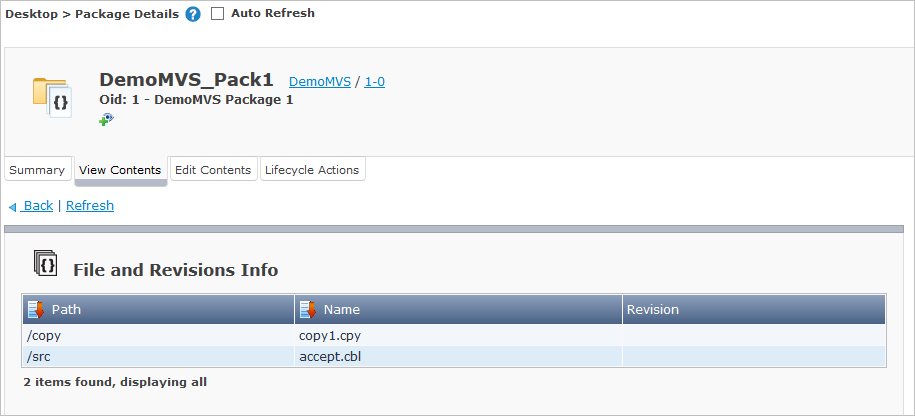 Desktop > Package Details ? Auto Refresh
DemoMVS_Pack1 DemoMVS / 1-0
Oid: 1 - DemoMVS Package 1
{}
Summary View Contents Edit Contents Lifecycle Actions
Back | Refresh
{} File and Revisions Info
Path Name Revision
/copy copy1.cpy
/src accept.cbl
2 items found, displaying all